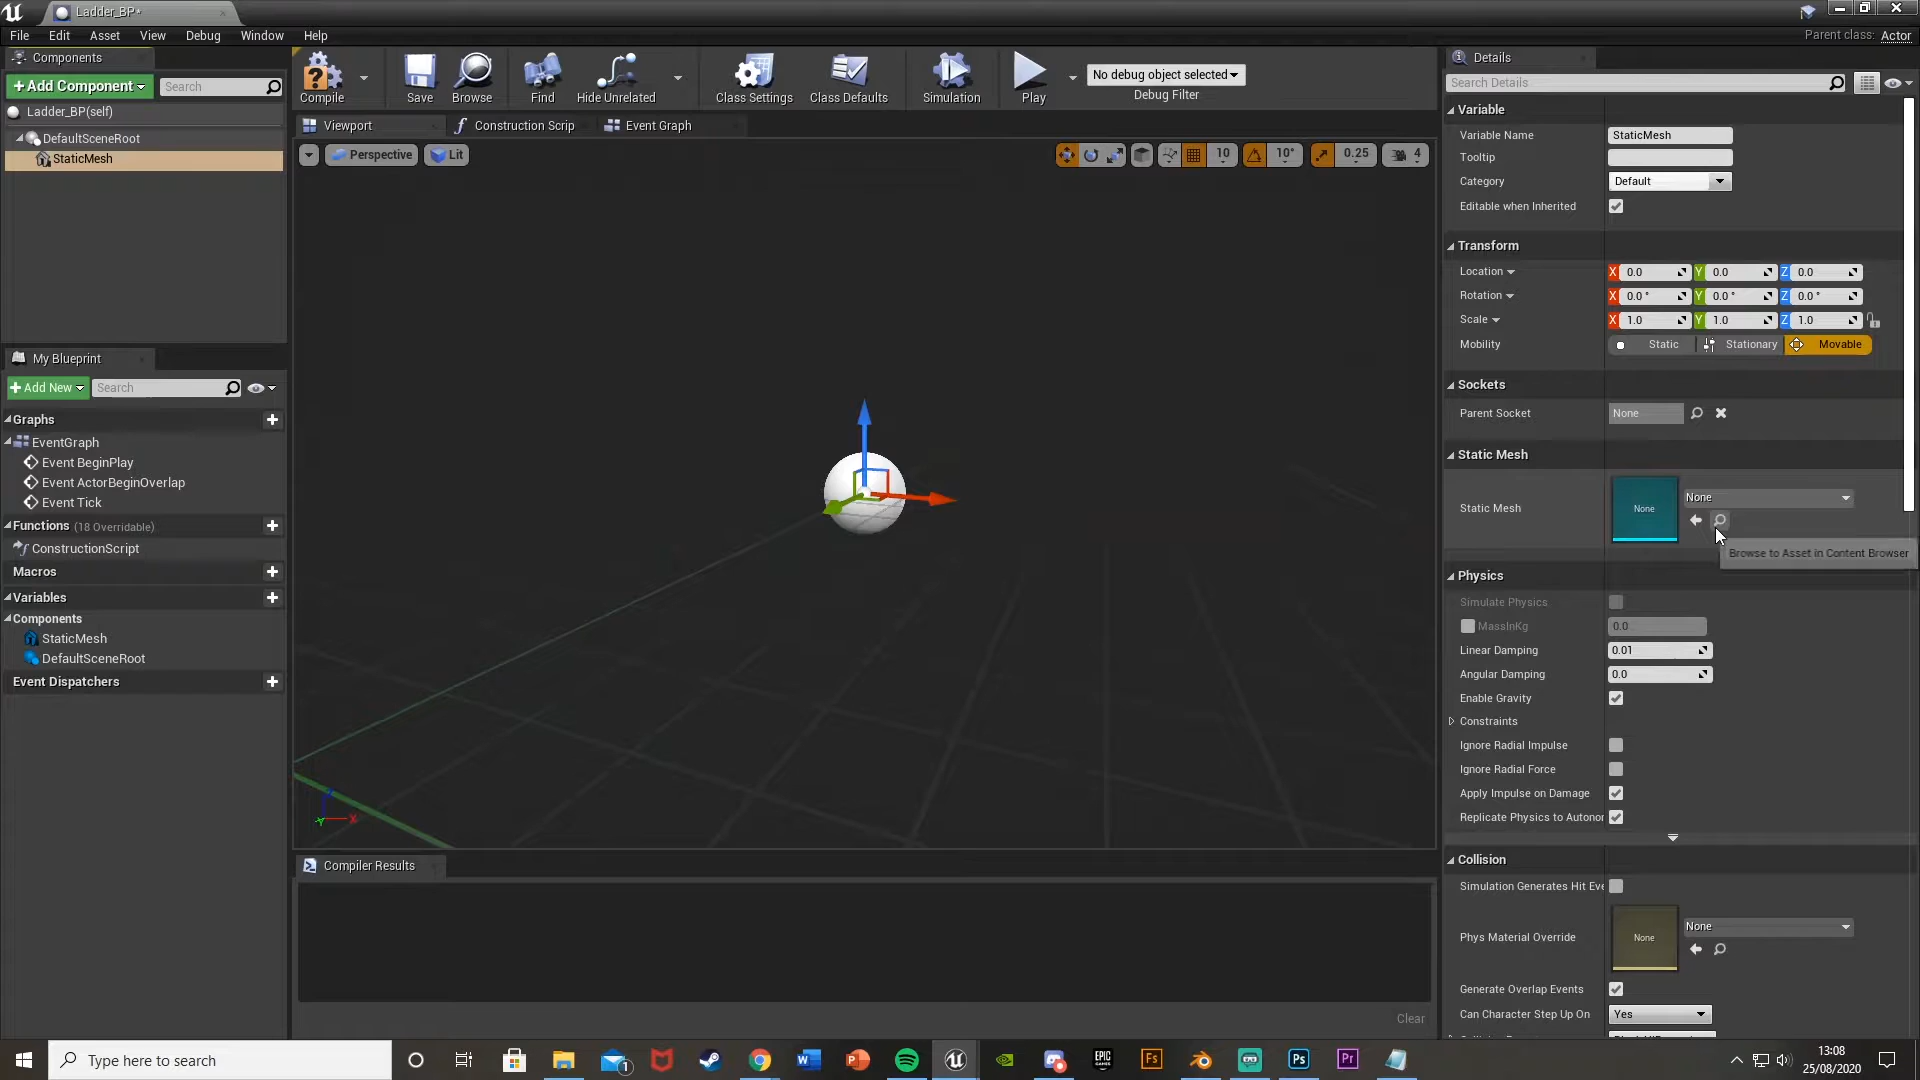 Ladder_BP*
File Edit Asset View Debug Window Help
Parent class: Actor
Components
+Add Component
Search
Ladder_BP(self)
DefaultSceneRoot
StaticMesh
My Blueprint
+Add New
Search
Graphs
EventGraph
Event BeginPlay
Event ActorBeginOverlap
Event Tick
Functions (18 Overridable)
ConstructionScript
Macros
Variables
Components
StaticMesh
DefaultSceneRoot
Event Dispatchers
Compile
Save
Browse
Find
Hide Unrelated
Class Settings
Class Defaults
Simulation
Play
No debug object selected
Debug Filter
Viewport
Construction Scrip
Event Graph
Perspective
Lit
10
10°
0.25
4
X
Compiler Results
Clear
Details
Search Details
Variable
Variable Name StaticMesh
Tooltip
Category Default
Editable when Inherited
Transform
Location X 0.0 Y 0.0 Z 0.0
Rotation X 0.0 ° Y 0.0 ° Z 0.0 °
Scale X 1.0 Y 1.0 Z 1.0
Mobility Static Stationary Movable
Sockets
Parent Socket None
Static Mesh
Static Mesh None None
Browse to Asset in Content Browser
Physics
Simulate Physics
MassInKg 0.0
Linear Damping 0.01
Angular Damping 0.0
Enable Gravity
Constraints
Ignore Radial Impulse
Ignore Radial Force
Apply Impulse on Damage
Replicate Physics to Autonor
Collision
Simulation Generates Hit Eve
Phys Material Override None None
Generate Overlap Events
Can Character Step Up On Yes
Type here to search
1
EPIC GAMES
Fs
Ps
Pr
13:08
25/08/2020